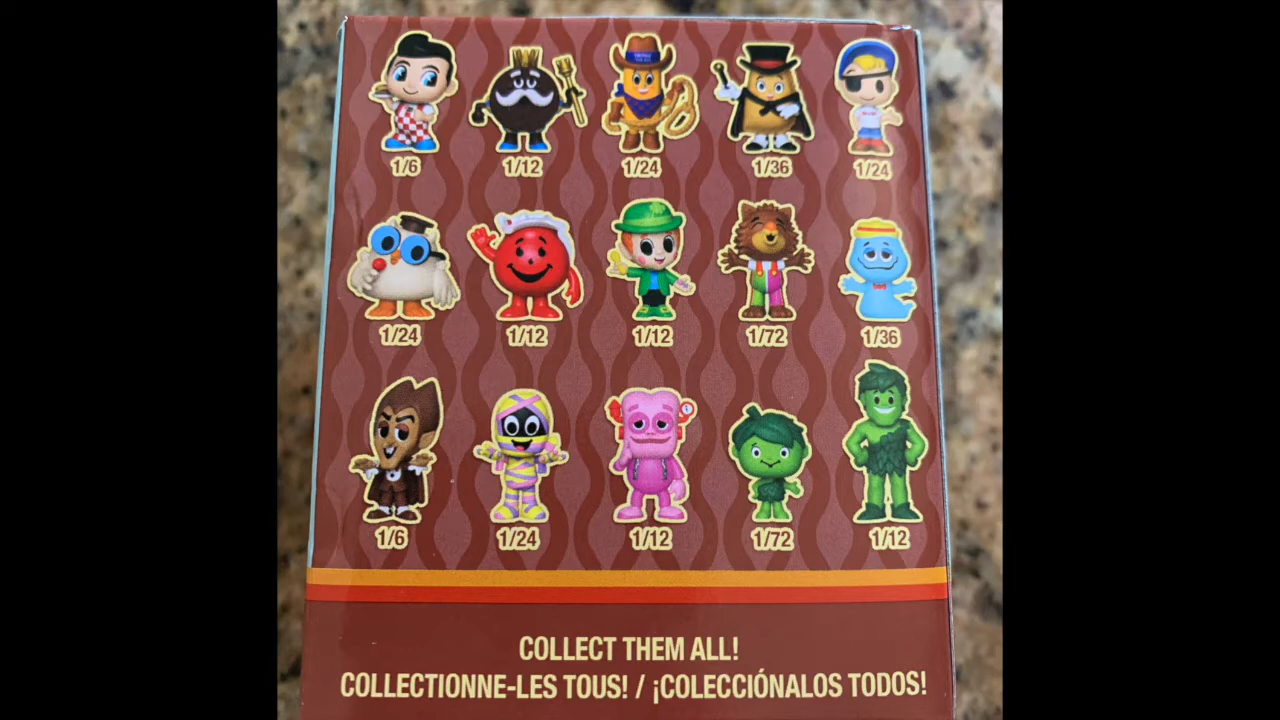 1/6 1/12 1/24 1/36 1/24
1/24 1/12 1/12 1/72 1/36
1/6 1/24 1/12 1/72 1/12
COLLECT THEM ALL!
COLLECTIONNE-LES TOUS! / ¡COLECCIÓNALOS TODOS!